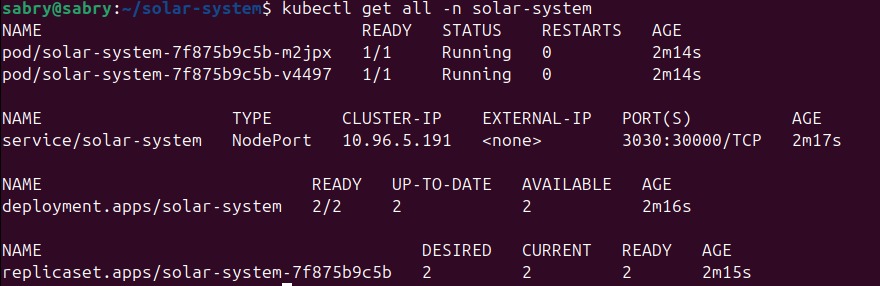 sabry@sabry:~/solar-system$ kubectl get all -n solar-system
NAME READY STATUS RESTARTS AGE
pod/solar-system-7f875b9c5b-m2jpx 1/1 Running 0 2m14s
pod/solar-system-7f875b9c5b-v4497 1/1 Running 0 2m14s
NAME TYPE CLUSTER-IP EXTERNAL-IP PORT(S) AGE
service/solar-system NodePort 10.96.5.191 <none> 3030:30000/TCP 2m17s
NAME READY UP-TO-DATE AVAILABLE AGE
deployment.apps/solar-system 2/2 2 2 2m16s
NAME DESIRED CURRENT READY AGE
replicaset.apps/solar-system-7f875b9c5b 2 2 2 2m15s